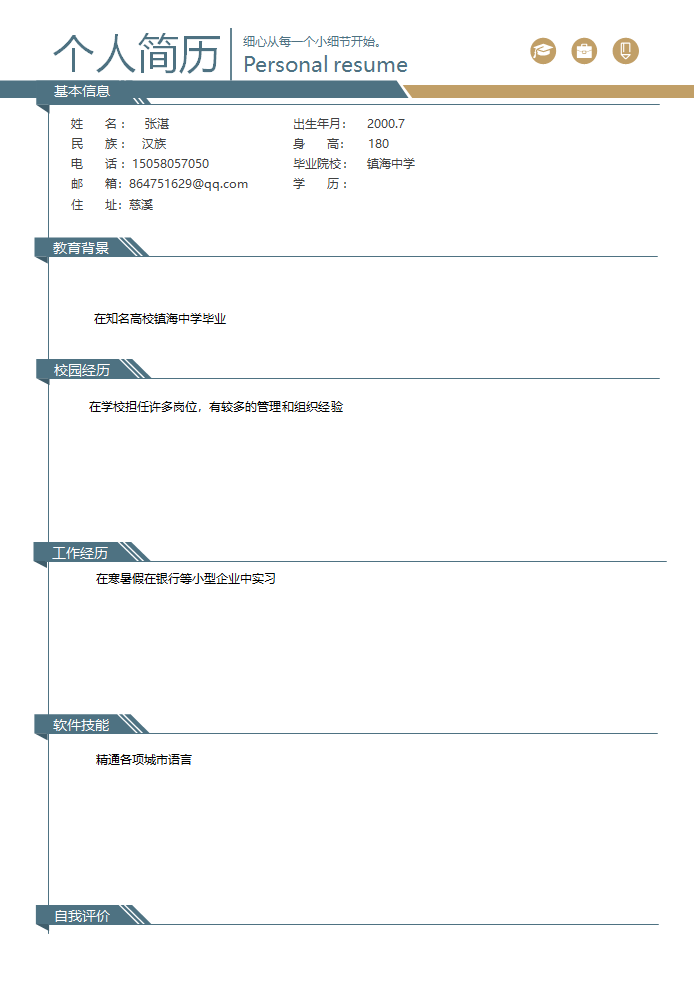 个人简历
细心从每一个小细节开始。
Personal resume
基本信息
姓 名： 张湛 出生年月： 2000.7
民 族： 汉族 身 高： 180
电 话：15058057050 毕业院校： 镇海中学
邮 箱：864751629@qq.com 学 历：
住 址：慈溪
教育背景
在知名高校镇海中学毕业
校园经历
在学校担任许多岗位，有较多的管理和组织经验
工作经历
在寒暑假在银行等小型企业中实习
软件技能
精通各项城市语言
自我评价